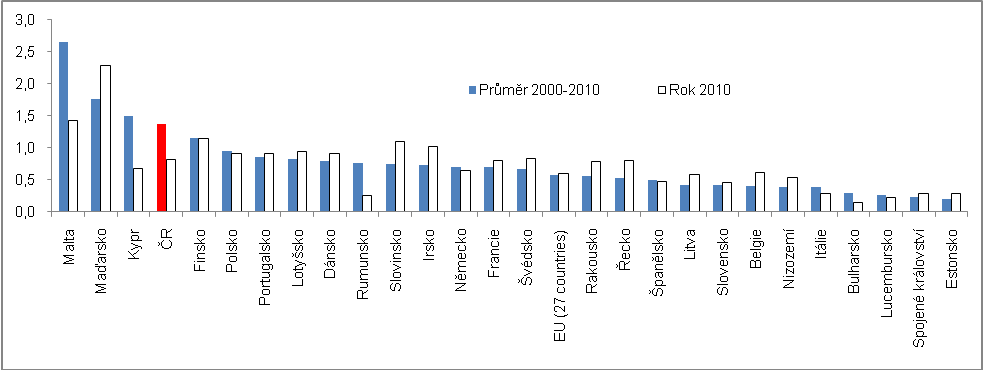 3,0
2,5
2,0
1,5
1,0
0,5
0,0
Průměr 2000-2010
Rok 2010
Malta
Maďarsko
Kypr
ČR
Finsko
Polsko
Portugalsko
Lotyšsko
Dánsko
Rumunsko
Slovinsko
Irsko
Německo
Francie
Švédsko
EU (27 countries)
Rakousko
Řecko
Španělsko
Litva
Slovensko
Belgie
Nizozemí
Itálie
Bulharsko
Lucembursko
Spojené království
Estonsko